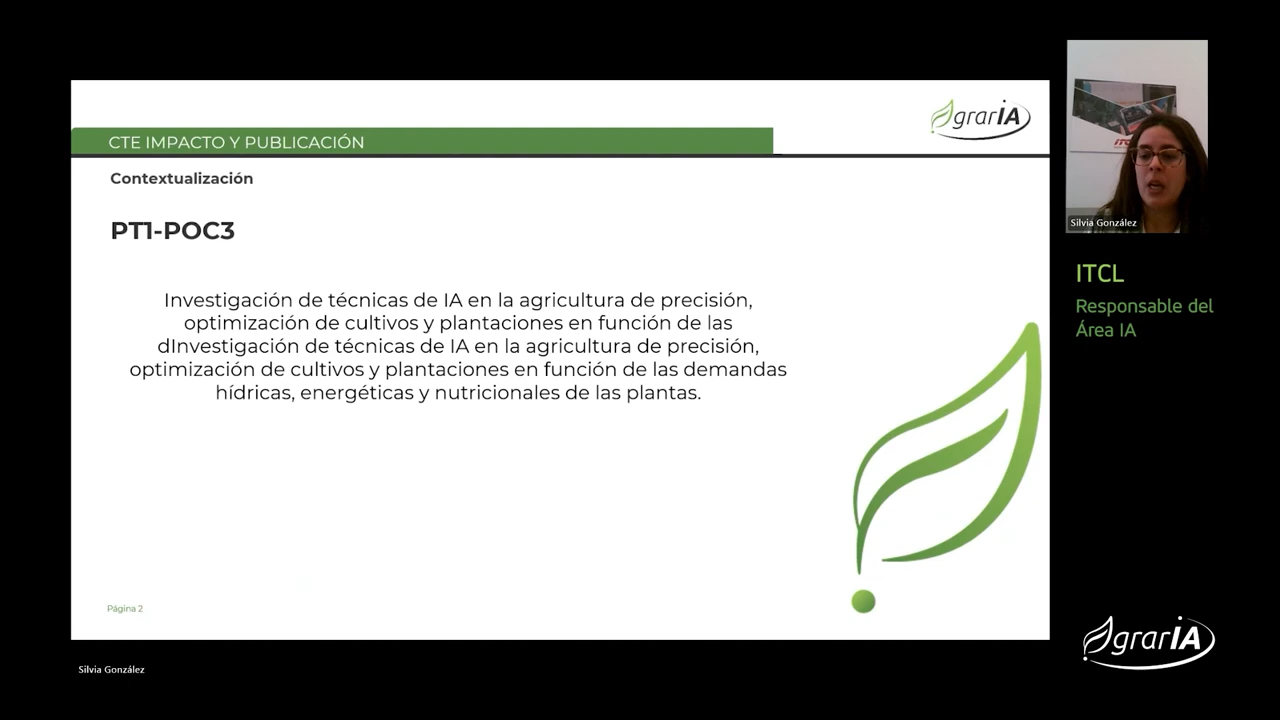 CTE IMPACTO Y PUBLICACIÓN
grarIA
Contextualización
PT1-POC3
Investigación de técnicas de IA en la agricultura de precisión,
optimización de cultivos y plantaciones en función de las
dInvestigación de técnicas de IA en la agricultura de precisión,
optimización de cultivos y plantaciones en función de las demandas
hídricas, energéticas y nutricionales de las plantas.
Página 2
Silvia González
Silvia González
ITCL
Responsable del
Área IA
grarIA